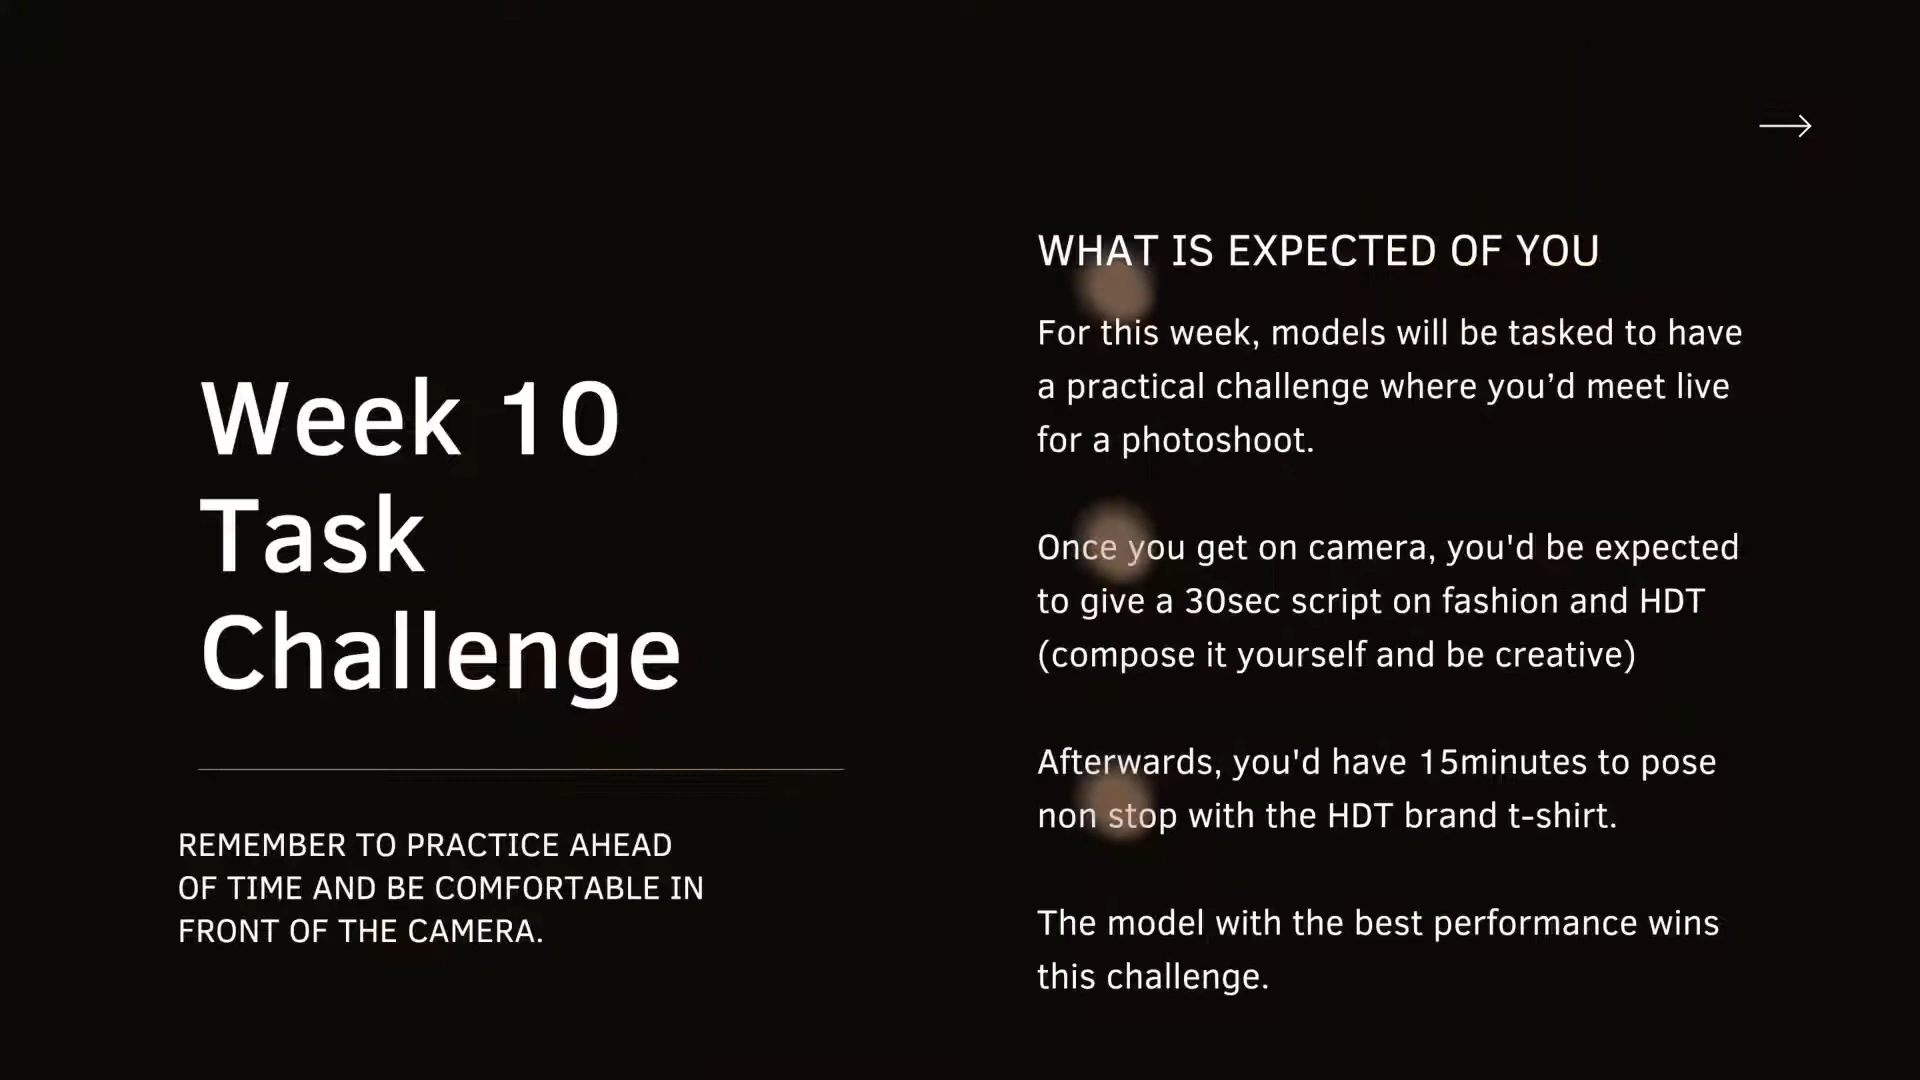 Week 10
Task
Challenge
REMEMBER TO PRACTICE AHEAD
OF TIME AND BE COMFORTABLE IN
FRONT OF THE CAMERA.
WHAT IS EXPECTED OF YOU
For this week, models will be tasked to have
a practical challenge where you’d meet live
for a photoshoot.
Once you get on camera, you'd be expected
to give a 30sec script on fashion and HDT
(compose it yourself and be creative)
Afterwards, you'd have 15minutes to pose
non stop with the HDT brand t-shirt.
The model with the best performance wins
this challenge.